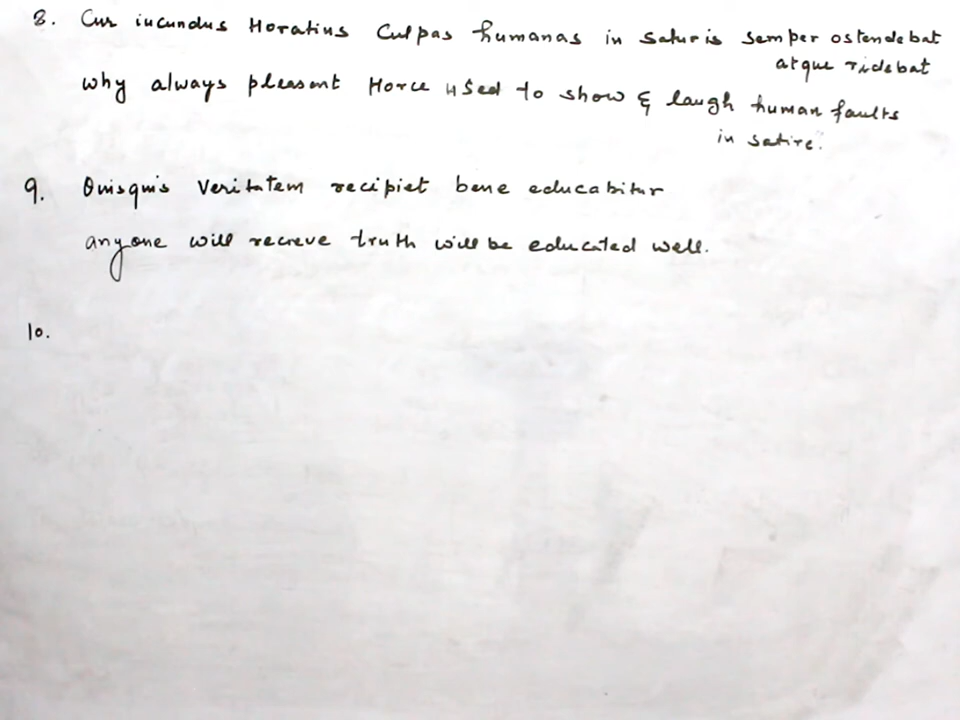 8. Cur iucundus Horatius Culpas humanas in saturis semper ostendebat
atque ridebat
why always pleasant Horce used to show & laugh human faults
in satire.
9. Quisquis veritatem recipiet bene educabitur
anyone will recieve truth will be educated well.
10.